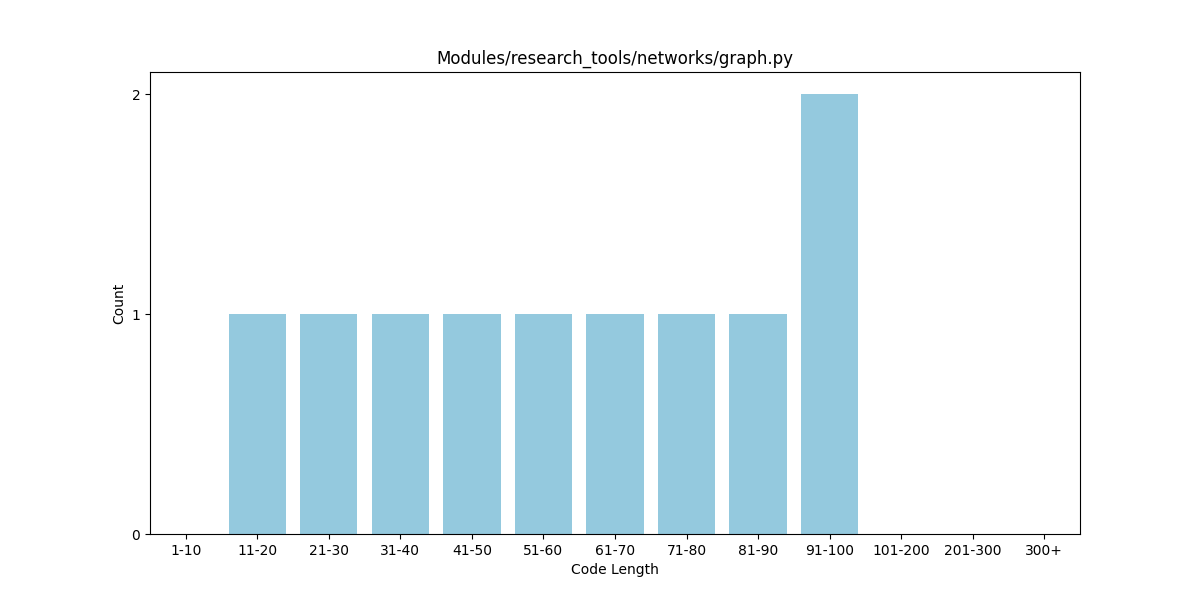 Modules/research_tools/networks/graph.py
Count
2
1
0
1-10 11-20 21-30 31-40 41-50 51-60 61-70 71-80 81-90 91-100 101-200 201-300 300+
Code Length